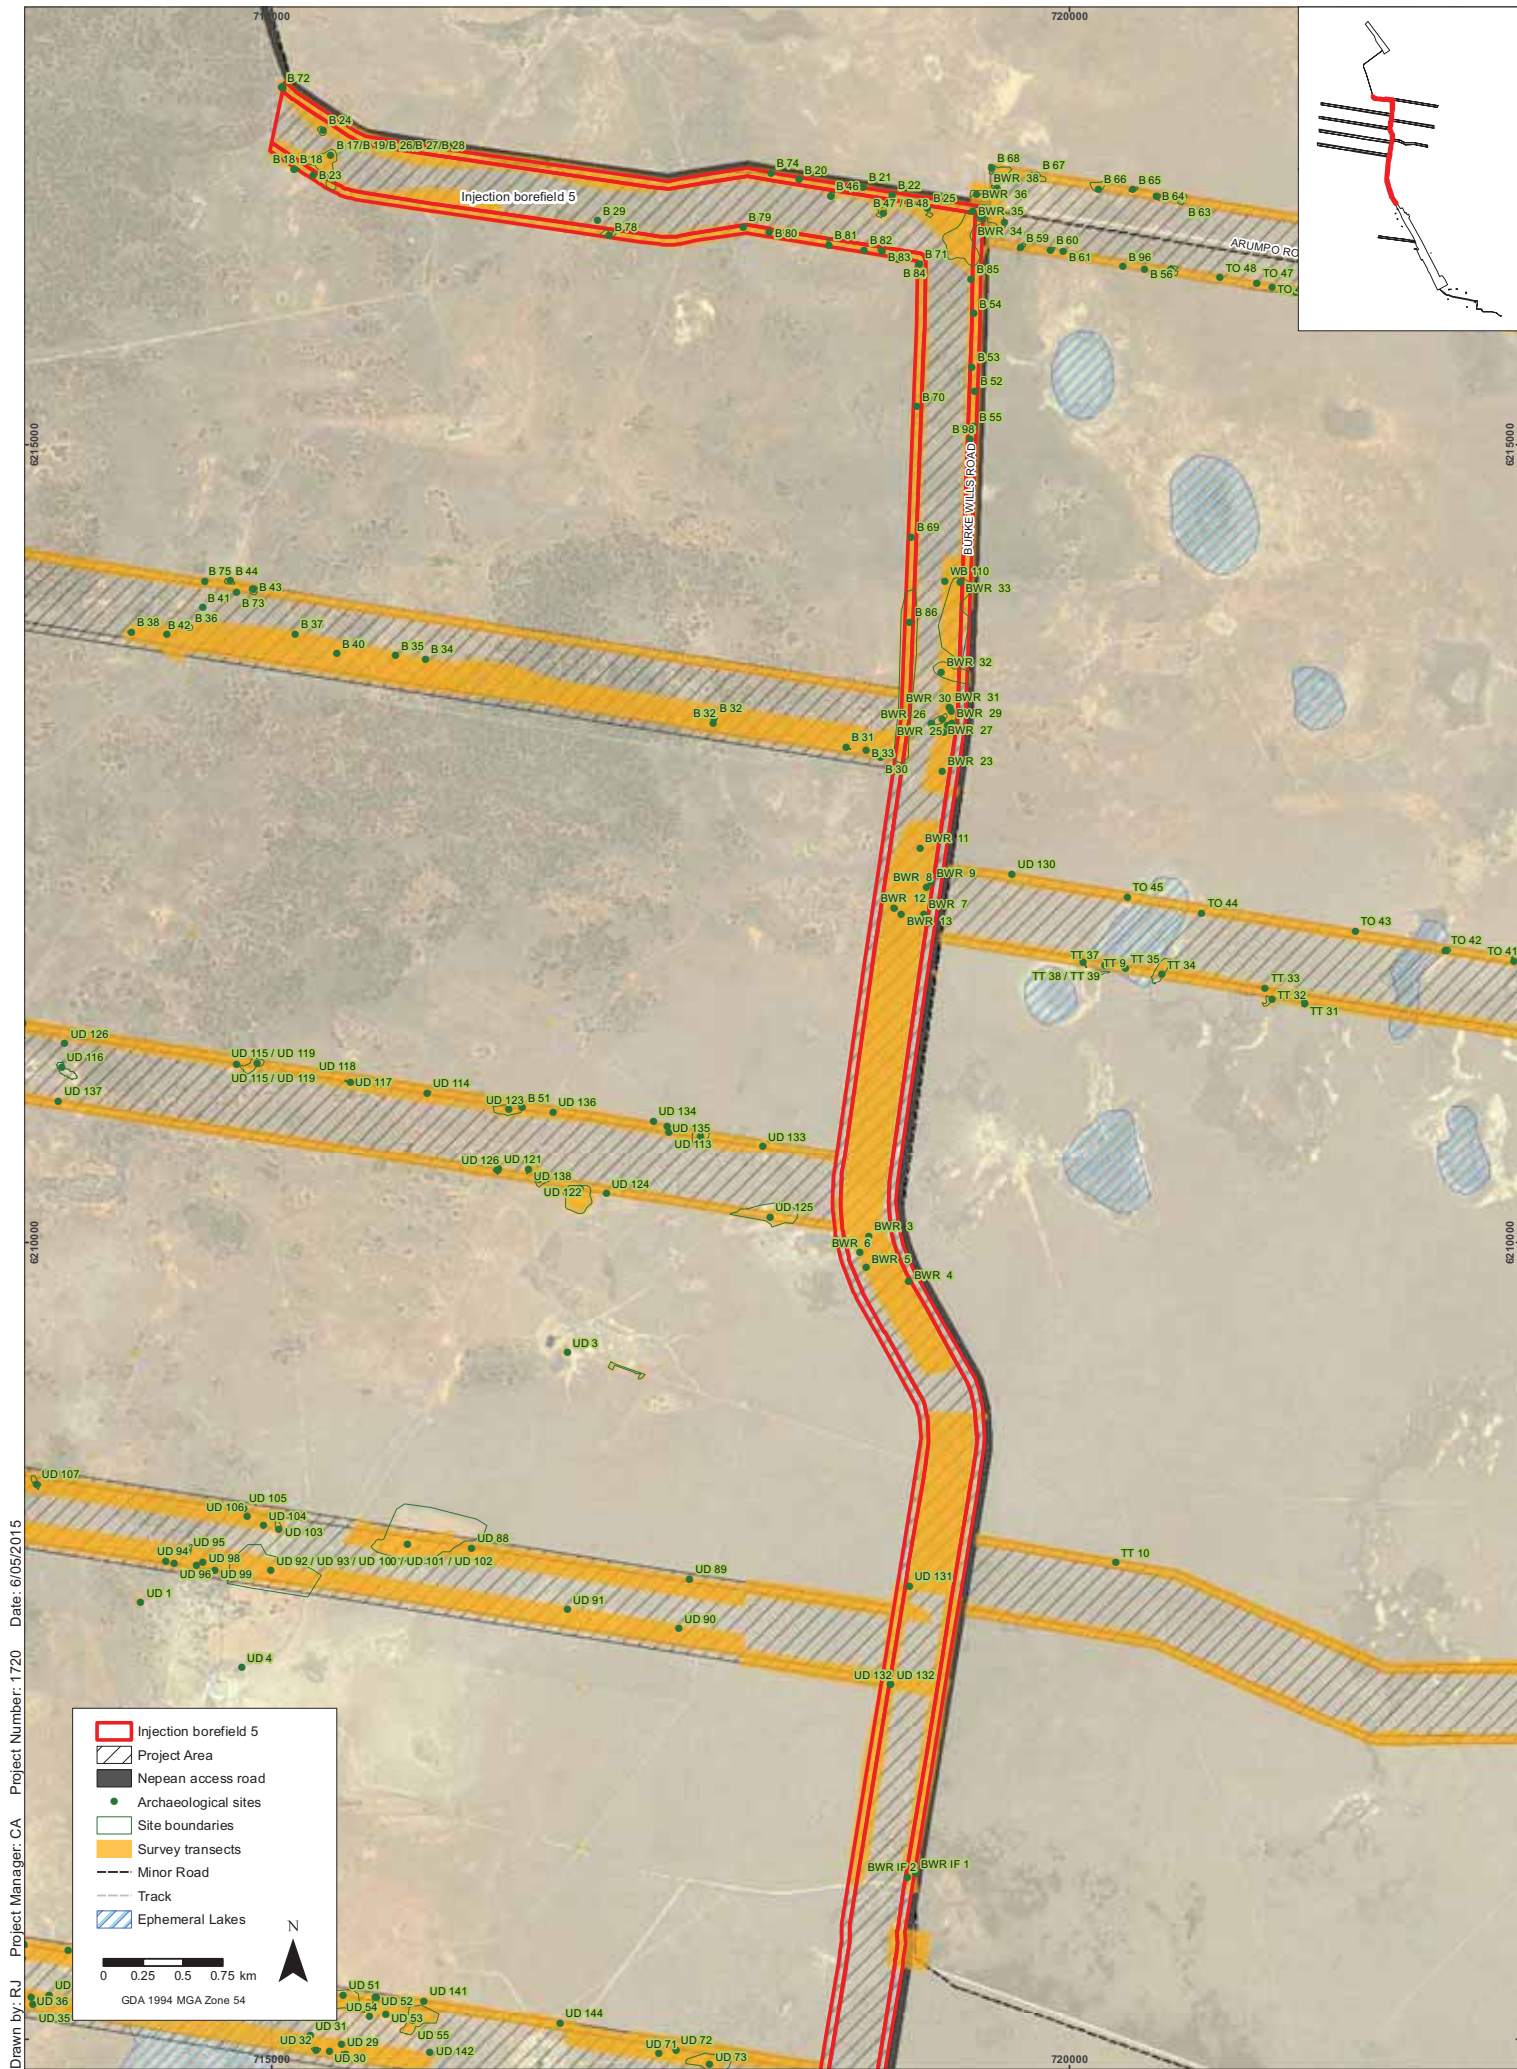 720000
B 72
B 24
B 17/B 19/B 26/B 27/B 28
B 18 B 18
B 23
Injection borefield 5
B 29
B 78
B 74
B 20
B 46
B 21
B 22
B 47 / B 48
B 25
B 79
B 80
B 81
B 82
B 83
B 84
B 71
B 68
B 67
BWR 38
BWR 36
BWR 35
BWR 34
B 66
B 65
B 64
B 63
ARUMPO RO
B 59
B 60
B 61
B 96
B 56
TO 48
TO 47
B 85
B 54
B 53
B 52
B 55
B 98
B 70
B 69
BURKE WILLS ROAD
6215000
6215000
WB 110
BWR 33
B 86
BWR 32
BWR 30
BWR 31
BWR 26
BWR 29
BWR 25
BWR 27
BWR 23
B 75
B 44
B 43
B 41
B 73
B 36
B 38
B 42
B 37
B 40
B 35
B 34
B 32
B 32
B 31
B 33
B 30
BWR 11
BWR 8
BWR 9
BWR 12
BWR 7
BWR 13
UD 130
TO 45
TO 44
TO 43
TO 42
TO 41
TT 37
TT 9
TT 35
TT 38 / TT 39
TT 34
TT 33
TT 32
TT 31
UD 126
UD 116
UD 137
UD 115 / UD 119
UD 115 / UD 119
UD 118
UD 117
UD 114
UD 123
B 51
UD 136
UD 134
UD 135
UD 113
UD 133
UD 126
UD 121
UD 138
UD 122
UD 124
UD 125
6210000
6210000
BWR 3
BWR 6
BWR 5
BWR 4
UD 3
UD 107
UD 105
UD 106
UD 104
UD 103
UD 95
UD 94
UD 98
UD 96
UD 99
UD 92 / UD 93 / UD 100 / UD 101 / UD 102
UD 88
UD 89
UD 91
UD 90
UD 1
UD 4
UD 131
UD 132
UD 132
TT 10
BWR IF 2
BWR IF 1
Injection borefield 5
Project Area
Nepean access road
Archaeological sites
Site boundaries
Survey transects
Minor Road
Track
Ephemeral Lakes
N
0 0.25 0.5 0.75 km
GDA 1994 MGA Zone 54
UD 36
UD 35
UD 51
UD 52
UD 54
UD 53
UD 141
UD 55
UD 31
UD 32
UD 29
UD 30
UD 142
UD 144
UD 71
UD 72
UD 73
715000
720000
Drawn by: RJ Project Manager: CA Project Number: 1720 Date: 6/05/2015